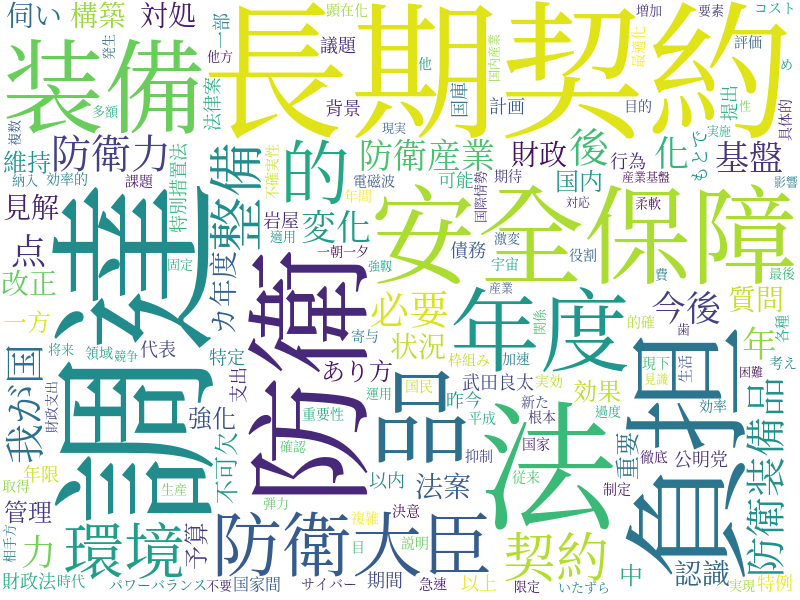 伺い
構築
対処
一部
顕在化
増加
要素
コスト
発生
他方
議題
他
国内産業
最適化
評価
め
装備
長期契約
法律案
多額
背景
国庫
計画
目的
提出
性
具体的
複数
防衛力
現実
もとで
実施
維持
特別措置法
整備
不確実性
的
防衛産業
財政
後
行為
化
基盤
納入
効率的
課題
電磁波
可能
国際情勢
期待
国内
産業基盤
影響
見解
岩屋
変化
年間
対応
柔軟
安全保障
点
カ年度
適用
一朝一夕
債務
激変
役割
改正
固定
強靱
宇宙
費
最後
調達
防衛
必要
産業
年度
今後
質問
一方
将来
代表
寄与
状況
関係
的確
年
各種
領域
競争
特定
枠組み
加速
歯
考え
我が国
財政支出
支出
あり方
品
武田良太
実効
効果
負担
現下
見識
生活
困難
強化
重要性
運用
国民
昨今
新た
平成
根本
過度
効率
防衛装備品
年限
不可欠
確認
以内
抑制
国家
法
重要
徹底
公明党
取得
生産
弾力
法案
従来
制定
管理
予算
複雑
決意
相手方
力
環境
防衛大臣
目
説明
契約
中
認識
財政法
時代
パワーバランス
不要
国家間
サイバー
期間
急速
以上
限定
いたずら
実現
特例